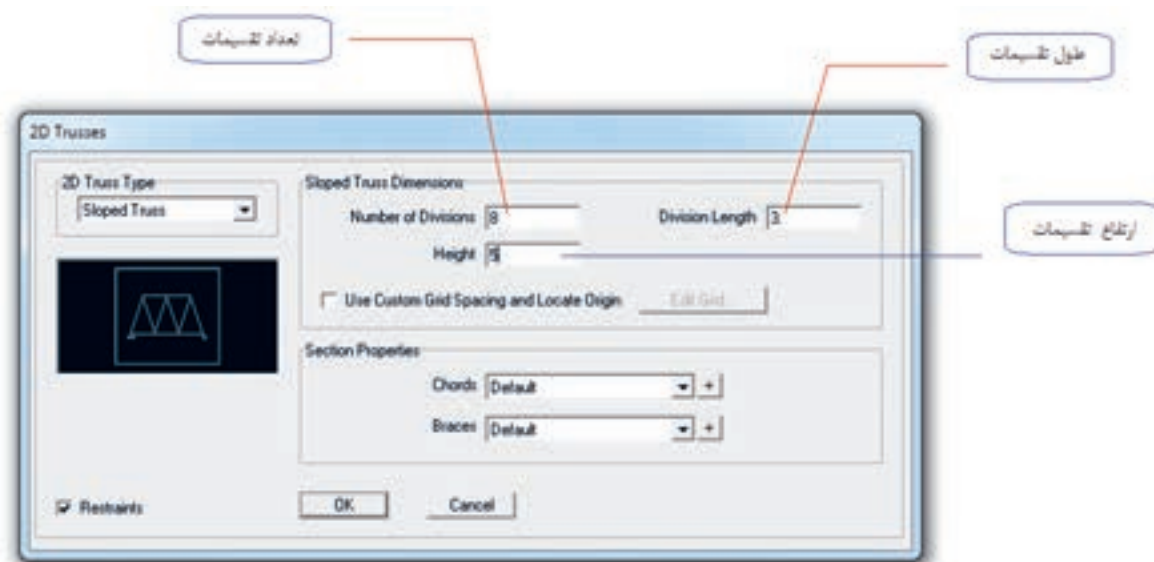 تعداد تقسیمات
طول تقسیمات
2D Trusses
2D Truss Type
Sloped Truss
Sloped Truss Dimensions
Number of Divisions 8
Division Length 3
Height 5
ارتفاع تقسیمات
Use Custom Grid Spacing and Locate Origin
Edit Grid...
Section Properties
Chords Default +
Braces Default +
Restraints
OK
Cancel